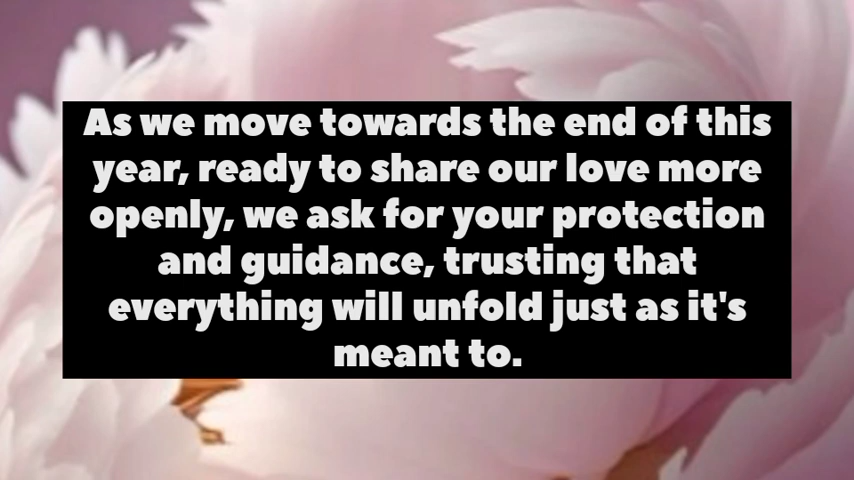 As we move towards the end of this
year, ready to share our love more
openly, we ask for your protection
and guidance, trusting that
everything will unfold just as it's
meant to.